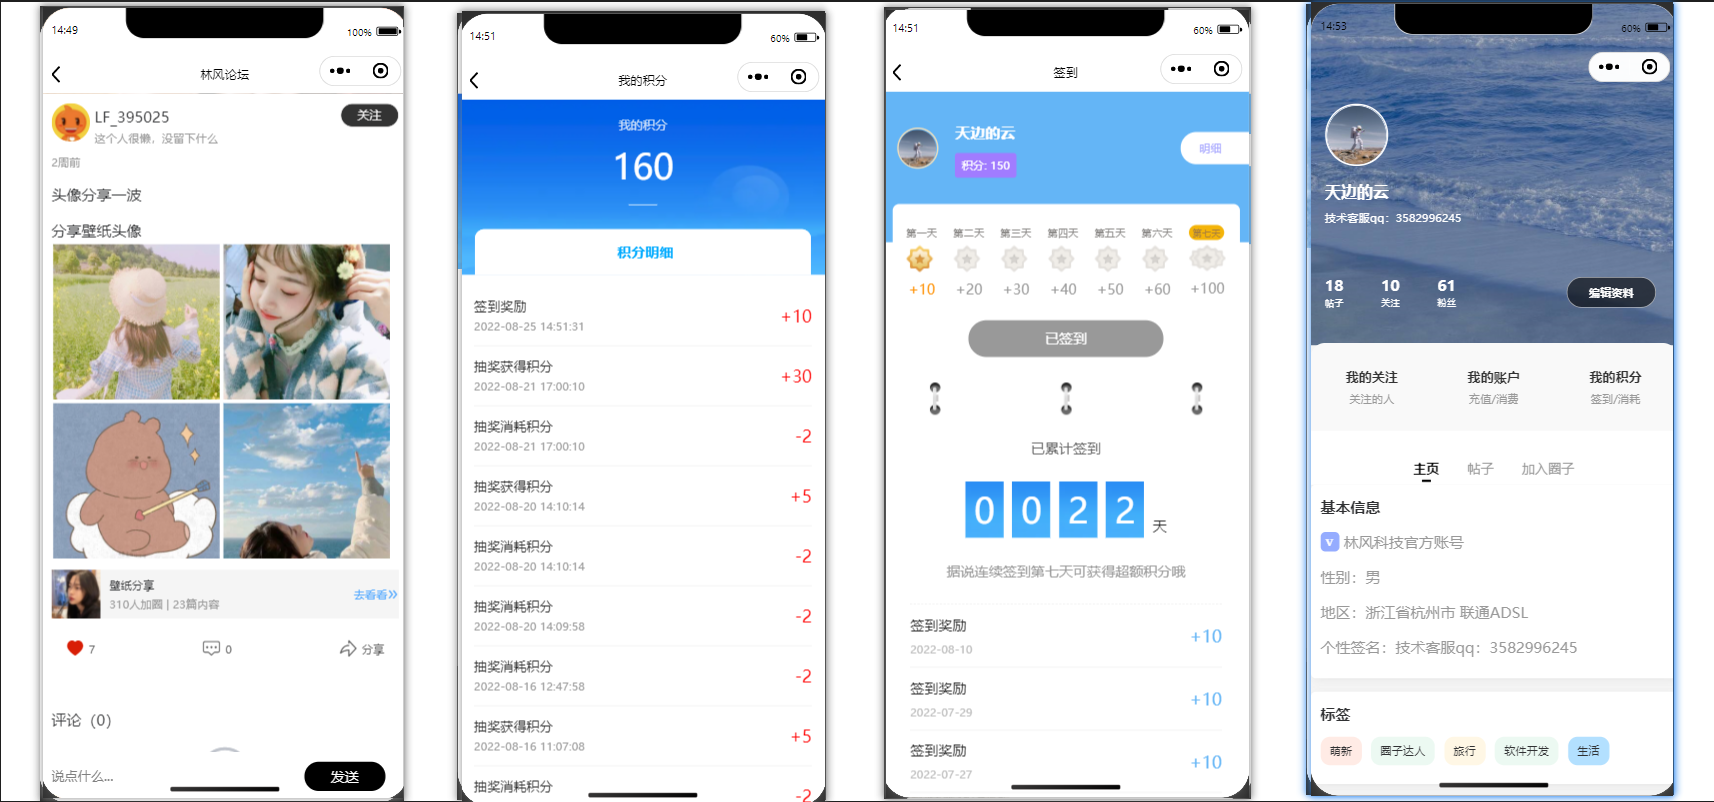 14:49
100%
林风论坛
LF_395025
关注
这个人很懒，没留下什么
2周前
头像分享一波
分享壁纸头像
壁纸分享
310人加圈 | 23篇内容
去看看»
7
0
分享
评论（0）
说点什么...
发送
14:51
60%
我的积分
我的积分
160
积分明细
签到奖励
2022-08-25 14:51:31
+10
抽奖获得积分
2022-08-21 17:00:10
+30
抽奖消耗积分
2022-08-21 17:00:10
-2
抽奖获得积分
2022-08-20 14:10:14
+5
抽奖消耗积分
2022-08-20 14:10:14
-2
抽奖消耗积分
2022-08-20 14:09:58
-2
抽奖消耗积分
2022-08-16 12:47:58
-2
抽奖获得积分
2022-08-16 11:07:08
+5
抽奖消耗积分
-2
14:51
60%
签到
天边的云
积分: 150
明细
第一天 第二天 第三天 第四天 第五天 第六天 第七天
+10 +20 +30 +40 +50 +60 +100
已签到
已累计签到
0 0 2 2 天
据说连续签到第七天可获得超额积分哦
签到奖励
2022-08-10
+10
签到奖励
2022-07-29
+10
签到奖励
2022-07-27
+10
14:53
60%
天边的云
技术客服qq：3582996245
18 10 61
帖子 关注 粉丝
编辑资料
我的关注 我的账户 我的积分
关注的人 充值/消费 签到/消耗
主页 帖子 加入圈子
基本信息
v 林风科技官方账号
性别：男
地区：浙江省杭州市 联通ADSL
个性签名：技术客服qq：3582996245
标签
萌新 圈子达人 旅行 软件开发 生活